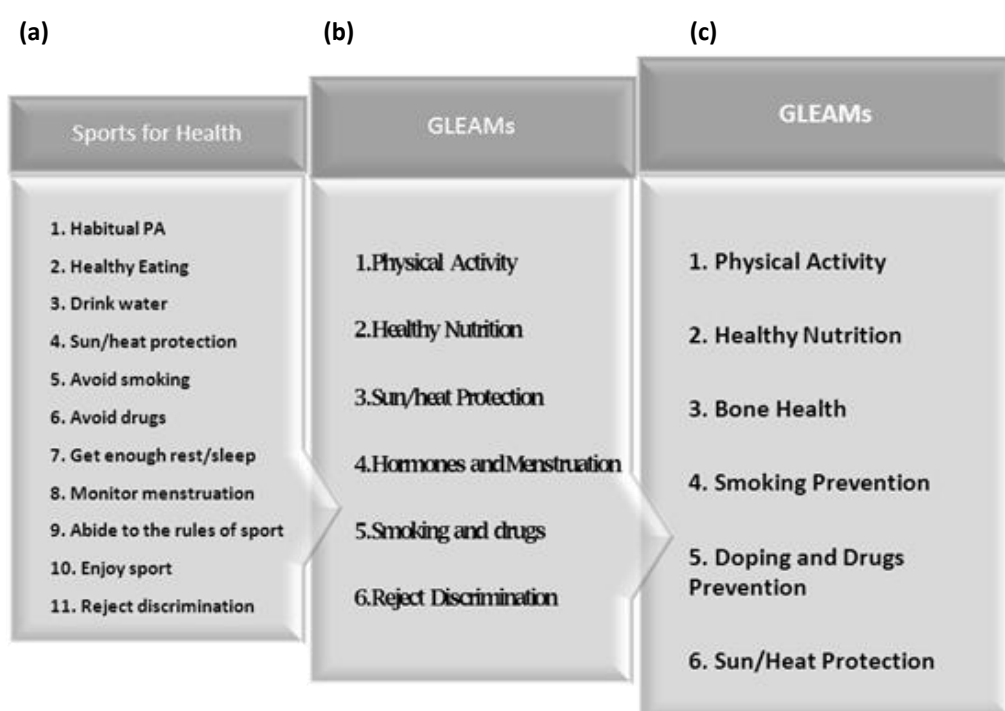 (a)
(b)
(c)
Sports for Health
1. Habitual PA
2. Healthy Eating
3. Drink water
4. Sun/heat protection
5. Avoid smoking
6. Avoid drugs
7. Get enough rest/sleep
8. Monitor menstruation
9. Abide to the rules of sport
10. Enjoy sport
11. Reject discrimination
GLEAMs
1.Physical Activity
2.Healthy Nutrition
3.Sun/heat Protection
4.Hormones and Menstruation
5.Smoking and drugs
6.Reject Discrimination
GLEAMs
1. Physical Activity
2. Healthy Nutrition
3. Bone Health
4. Smoking Prevention
5. Doping and Drugs
Prevention
6. Sun/Heat Protection